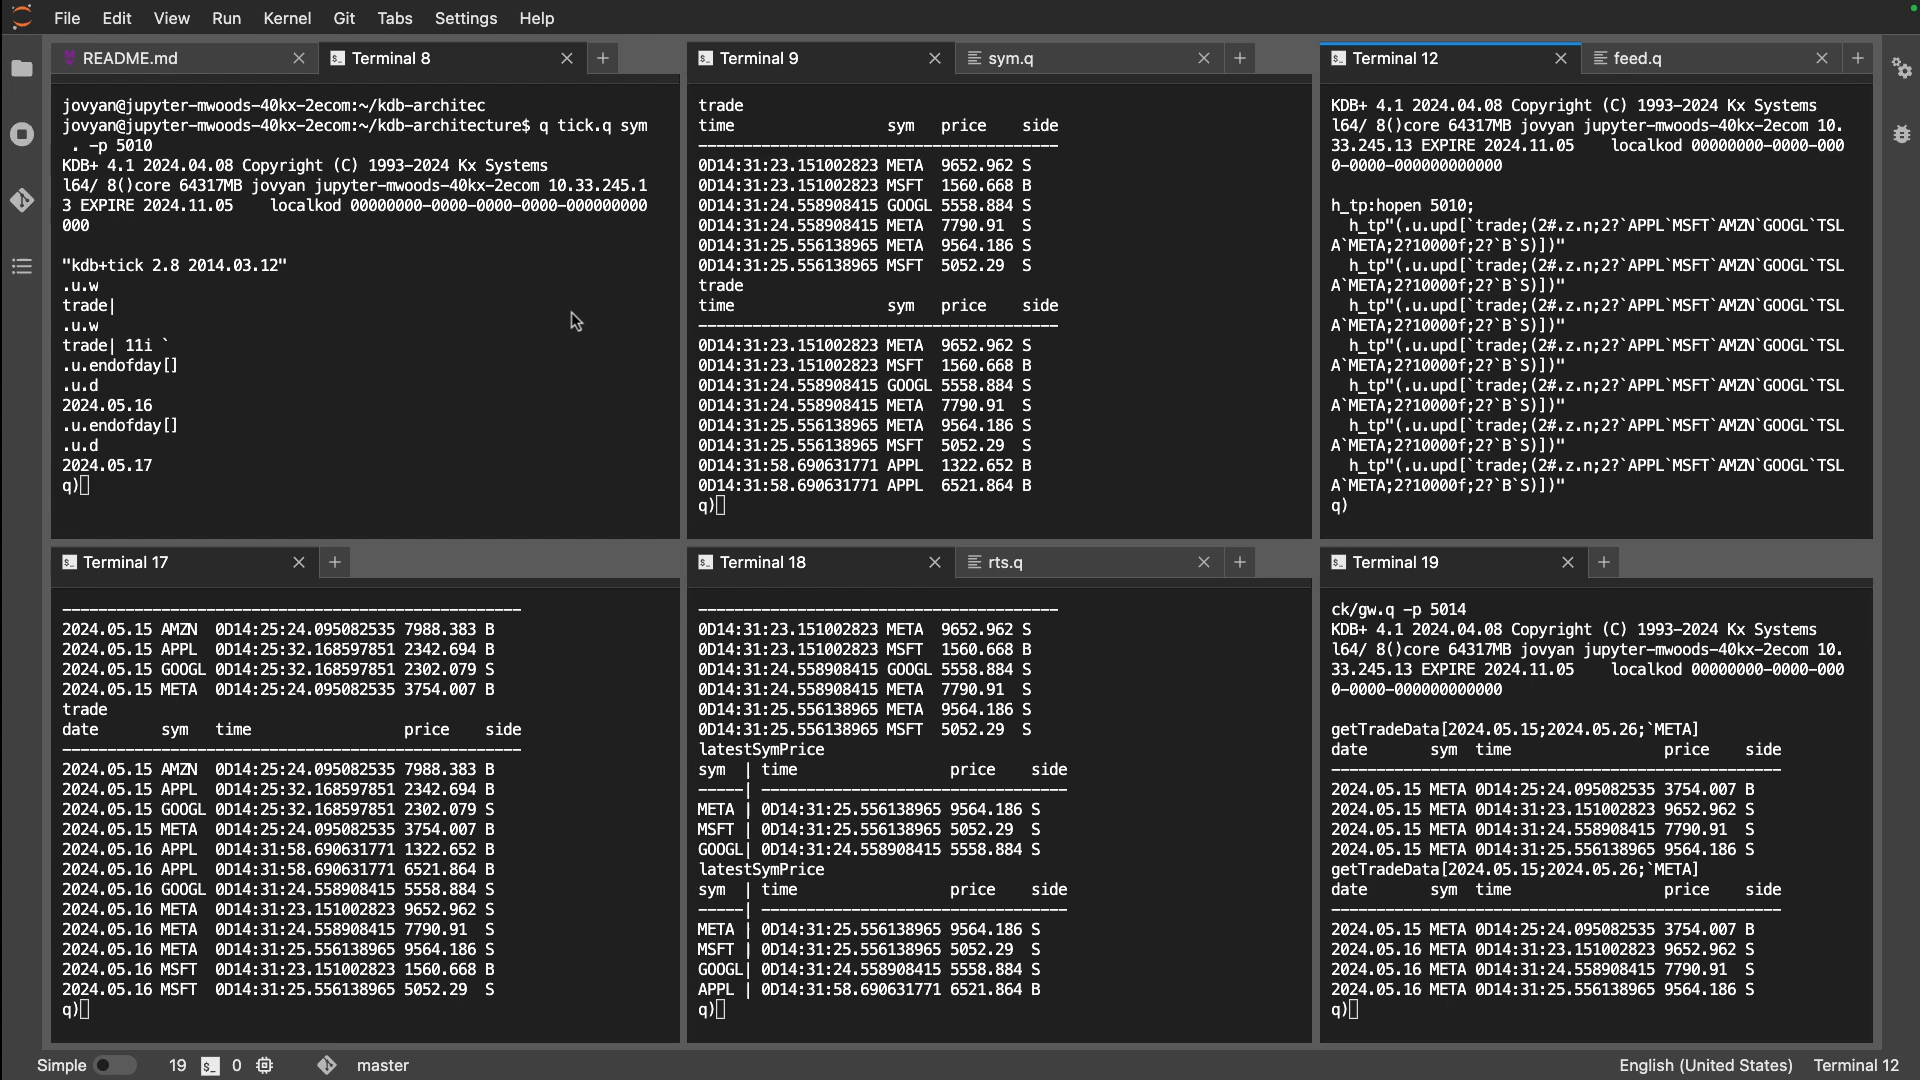 File Edit View Run Kernel Git Tabs Settings Help
README.md
Terminal 8
jovyan@jupyter-mwoods-40kx-2ecom:~/kdb-architec
jovyan@jupyter-mwoods-40kx-2ecom:~/kdb-architecture$ q tick.q sym
. -p 5010
KDB+ 4.1 2024.04.08 Copyright (C) 1993-2024 Kx Systems
l64/ 8()core 64317MB jovyan jupyter-mwoods-40kx-2ecom 10.33.245.1
3 EXPIRE 2024.11.05 localkod 00000000-0000-0000-0000-000000000
000
"kdb+tick 2.8 2014.03.12"
.u.w
trade|
.u.w
trade| 11i `
.u.endofday[]
.u.d
2024.05.16
.u.endofday[]
.u.d
2024.05.17
q)
Terminal 9
sym.q
trade
time sym price side
-----------------------------------------
0D14:31:23.151002823 META 9652.962 S
0D14:31:23.151002823 MSFT 1560.668 B
0D14:31:24.558908415 GOOGL 5558.884 S
0D14:31:24.558908415 META 7790.91 S
0D14:31:25.556138965 META 9564.186 S
0D14:31:25.556138965 MSFT 5052.29 S
trade
time sym price side
-----------------------------------------
0D14:31:23.151002823 META 9652.962 S
0D14:31:23.151002823 MSFT 1560.668 B
0D14:31:24.558908415 GOOGL 5558.884 S
0D14:31:24.558908415 META 7790.91 S
0D14:31:25.556138965 META 9564.186 S
0D14:31:25.556138965 MSFT 5052.29 S
0D14:31:58.690631771 APPL 1322.652 B
0D14:31:58.690631771 APPL 6521.864 B
q)
Terminal 12
feed.q
KDB+ 4.1 2024.04.08 Copyright (C) 1993-2024 Kx Systems
l64/ 8()core 64317MB jovyan jupyter-mwoods-40kx-2ecom 10.
33.245.13 EXPIRE 2024.11.05 localkod 00000000-0000-000
0-0000-000000000000
h_tp:hopen 5010;
h_tp"(.u.upd[`trade;(2#.z.n;2?`APPL`MSFT`AMZN`GOOGL`TSL
A`META;2?10000f;2?`B`S)])"
h_tp"(.u.upd[`trade;(2#.z.n;2?`APPL`MSFT`AMZN`GOOGL`TSL
A`META;2?10000f;2?`B`S)])"
h_tp"(.u.upd[`trade;(2#.z.n;2?`APPL`MSFT`AMZN`GOOGL`TSL
A`META;2?10000f;2?`B`S)])"
h_tp"(.u.upd[`trade;(2#.z.n;2?`APPL`MSFT`AMZN`GOOGL`TSL
A`META;2?10000f;2?`B`S)])"
h_tp"(.u.upd[`trade;(2#.z.n;2?`APPL`MSFT`AMZN`GOOGL`TSL
A`META;2?10000f;2?`B`S)])"
h_tp"(.u.upd[`trade;(2#.z.n;2?`APPL`MSFT`AMZN`GOOGL`TSL
A`META;2?10000f;2?`B`S)])"
h_tp"(.u.upd[`trade;(2#.z.n;2?`APPL`MSFT`AMZN`GOOGL`TSL
A`META;2?10000f;2?`B`S)])"
q)
Terminal 17
---------------------------------------------------
2024.05.15 AMZN 0D14:25:24.095082535 7988.383 B
2024.05.15 APPL 0D14:25:32.168597851 2342.694 B
2024.05.15 GOOGL 0D14:25:32.168597851 2302.079 S
2024.05.15 META 0D14:25:24.095082535 3754.007 B
trade
date sym time price side
---------------------------------------------------
2024.05.15 AMZN 0D14:25:24.095082535 7988.383 B
2024.05.15 APPL 0D14:25:32.168597851 2342.694 B
2024.05.15 GOOGL 0D14:25:32.168597851 2302.079 S
2024.05.15 META 0D14:25:24.095082535 3754.007 B
2024.05.16 APPL 0D14:31:58.690631771 1322.652 B
2024.05.16 APPL 0D14:31:58.690631771 6521.864 B
2024.05.16 GOOGL 0D14:31:24.558908415 5558.884 S
2024.05.16 META 0D14:31:23.151002823 9652.962 S
2024.05.16 META 0D14:31:24.558908415 7790.91 S
2024.05.16 META 0D14:31:25.556138965 9564.186 S
2024.05.16 MSFT 0D14:31:23.151002823 1560.668 B
2024.05.16 MSFT 0D14:31:25.556138965 5052.29 S
q)
Terminal 18
rts.q
----------------------------------------
0D14:31:23.151002823 META 9652.962 S
0D14:31:23.151002823 MSFT 1560.668 B
0D14:31:24.558908415 GOOGL 5558.884 S
0D14:31:24.558908415 META 7790.91 S
0D14:31:25.556138965 META 9564.186 S
0D14:31:25.556138965 MSFT 5052.29 S
latestSymPrice
sym | time price side
-----| ----------------------------------
META | 0D14:31:25.556138965 9564.186 S
MSFT | 0D14:31:25.556138965 5052.29 S
GOOGL| 0D14:31:24.558908415 5558.884 S
latestSymPrice
sym | time price side
-----| ----------------------------------
META | 0D14:31:25.556138965 9564.186 S
MSFT | 0D14:31:25.556138965 5052.29 S
GOOGL| 0D14:31:24.558908415 5558.884 S
APPL | 0D14:31:58.690631771 6521.864 B
q)
Terminal 19
ck/gw.q -p 5014
KDB+ 4.1 2024.04.08 Copyright (C) 1993-2024 Kx Systems
l64/ 8()core 64317MB jovyan jupyter-mwoods-40kx-2ecom 10.
33.245.13 EXPIRE 2024.11.05 localkod 00000000-0000-000
0-0000-000000000000
getTradeData[2024.05.15;2024.05.26;`META]
date sym time price side
--------------------------------------------------
2024.05.15 META 0D14:25:24.095082535 3754.007 B
2024.05.15 META 0D14:31:23.151002823 9652.962 S
2024.05.15 META 0D14:31:24.558908415 7790.91 S
2024.05.15 META 0D14:31:25.556138965 9564.186 S
getTradeData[2024.05.15;2024.05.26;`META]
date sym time price side
--------------------------------------------------
2024.05.15 META 0D14:25:24.095082535 3754.007 B
2024.05.16 META 0D14:31:23.151002823 9652.962 S
2024.05.16 META 0D14:31:24.558908415 7790.91 S
2024.05.16 META 0D14:31:25.556138965 9564.186 S
q)
Simple 19 0 master English (United States) Terminal 12